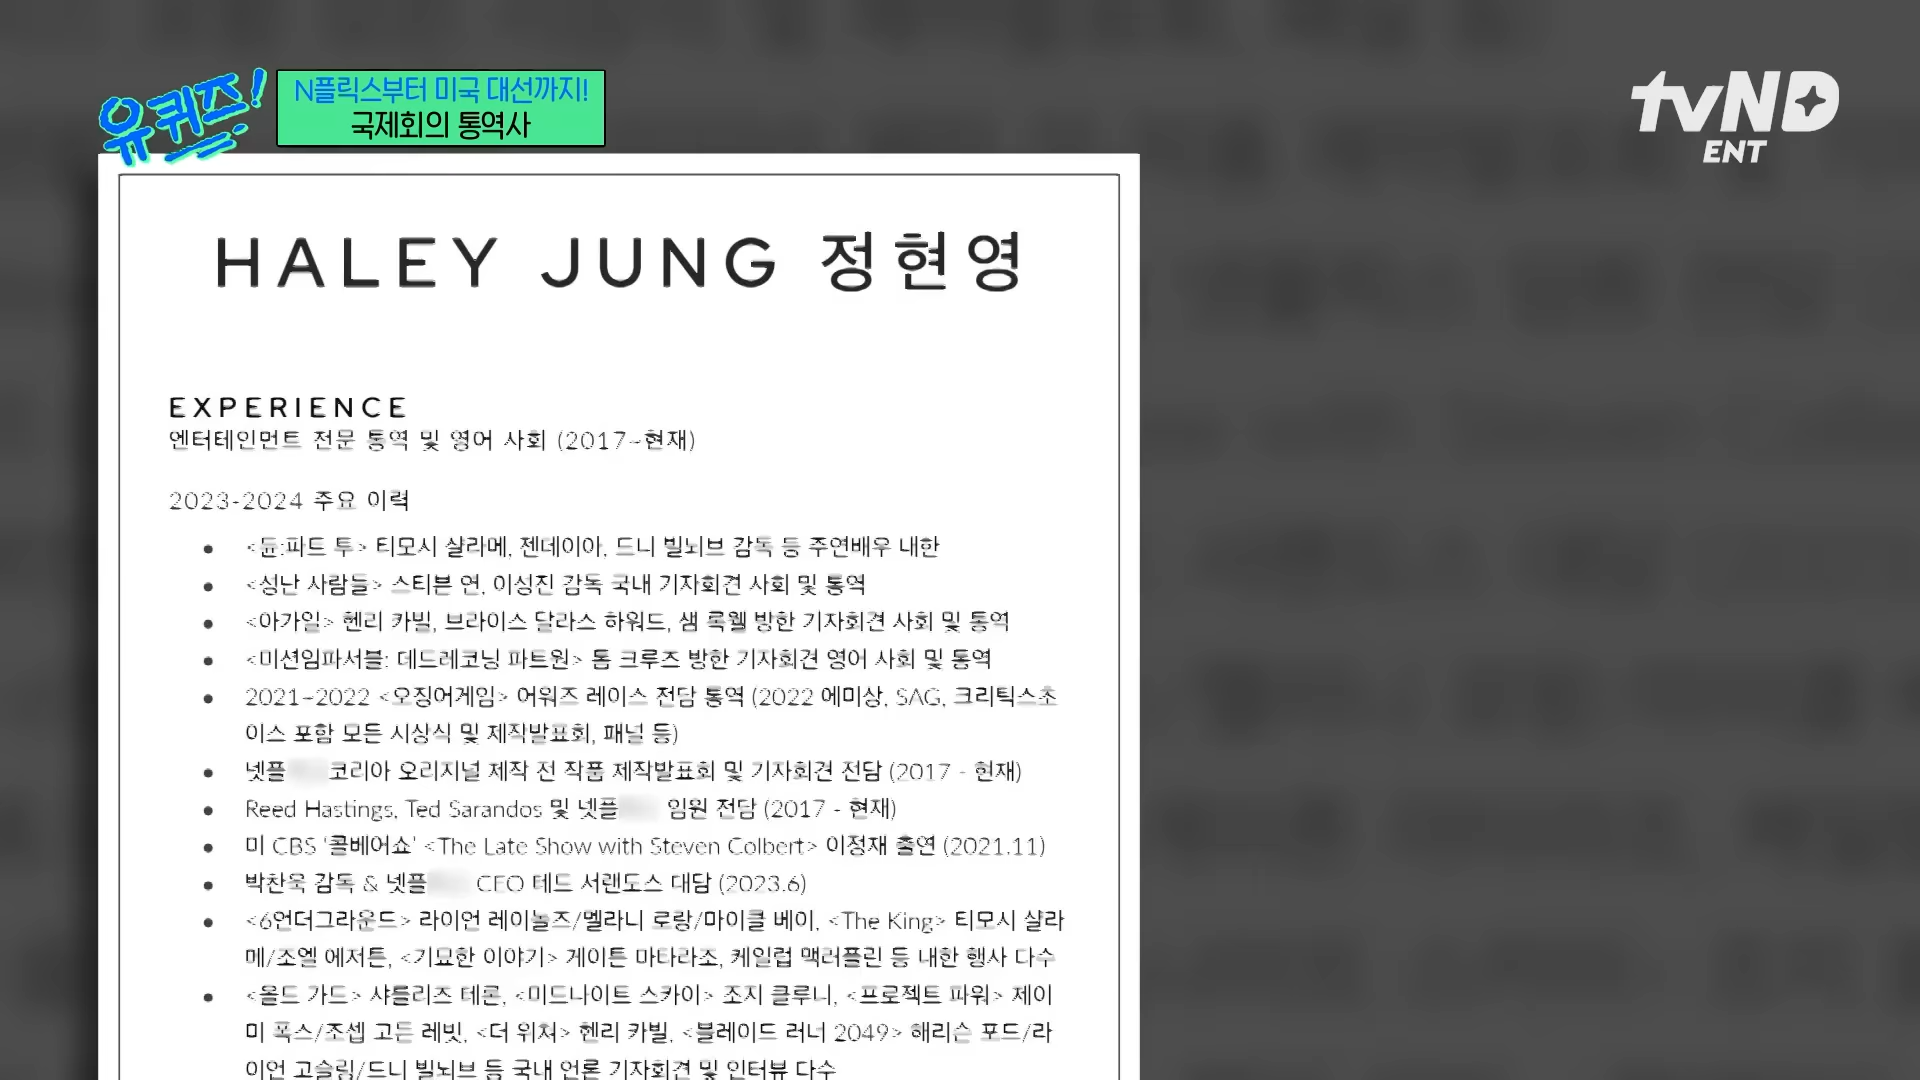 유퀴즈!
N플릭스부터 미국 대선까지!
국제회의 통역사
tvND
ENT
HALEY JUNG 정현영
EXPERIENCE
엔터테인먼트 전문 통역 및 영어 사회 (2017~현재)
2023-2024 주요 이력
• <듄:파트 투> 티모시 샬라메, 젠데이아, 드니 빌뇌브 감독 등 주연배우 내한
• <성난 사람들> 스티븐 연, 이성진 감독 국내 기자회견 사회 및 통역
• <아가일> 헨리 카빌, 브라이스 달라스 하워드, 샘 록웰 방한 기자회견 사회 및 통역
• <미션임파서블: 데드레코닝 파트원> 톰 크루즈 방한 기자회견 영어 사회 및 통역
• 2021~2022 <오징어게임> 어워즈 레이스 전담 통역 (2022 에미상, SAG, 크리틱스초
이스 포함 모든 시상식 및 제작발표회, 패널 등)
• 넷플 코리아 오리지널 제작 전 작품 제작발표회 및 기자회견 전담 (2017 - 현재)
• Reed Hastings, Ted Sarandos 및 넷플 임원 전담 (2017 - 현재)
• 미 CBS '콜베어쇼' <The Late Show with Steven Colbert> 이정재 출연 (2021.11)
• 박찬욱 감독 & 넷플 CEO 테드 서랜도스 대담 (2023.6)
• <6언더그라운드> 라이언 레이놀즈/멜라니 로랑/마이클 베이, <The King> 티모시 샬라
메/조엘 에저튼, <기묘한 이야기> 게이튼 마타라조, 케일럽 맥러플린 등 내한 행사 다수
• <올드 가드> 샤를리즈 테론, <미드나이트 스카이> 조지 클루니, <프로젝트 파워> 제이
미 폭스/조셉 고든 레빗, <더 위쳐> 헨리 카빌, <블레이드 러너 2049> 해리슨 포드/라
이언 고슬링/드니 빌뇌브 등 국내 언론 기자회견 및 인터뷰 다수